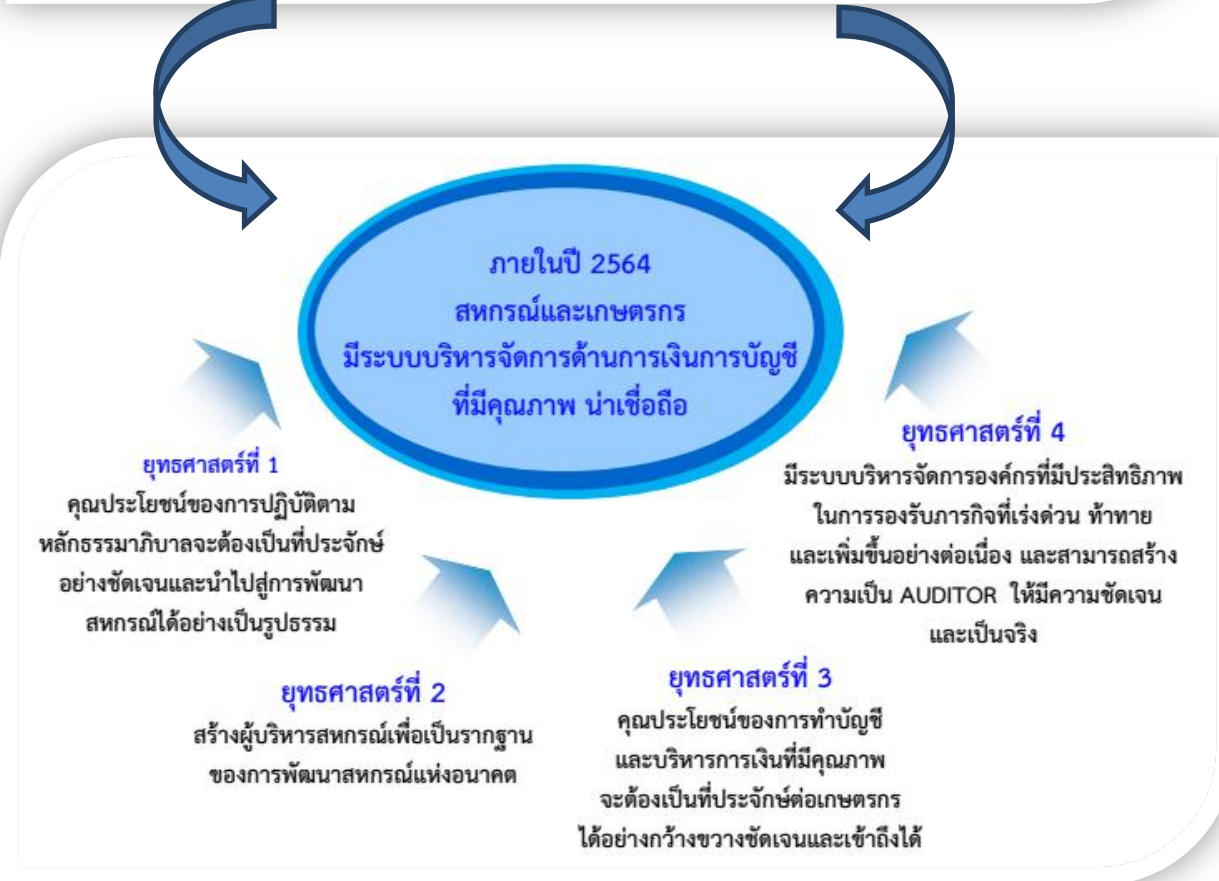 ภายในปี 2564
สหกรณ์และเกษตรกร
มีระบบบริหารจัดการด้านการเงินการบัญชี
ที่มีคุณภาพ น่าเชื่อถือ
ยุทธศาสตร์ที่ 1
คุณประโยชน์ของการปฏิบัติตาม
หลักธรรมาภิบาลจะต้องเป็นที่ประจักษ์
อย่างชัดเจนและนำไปสู่การพัฒนา
สหกรณ์ได้อย่างเป็นรูปธรรม
ยุทธศาสตร์ที่ 2
สร้างผู้บริหารสหกรณ์เพื่อเป็นรากฐาน
ของการพัฒนาสหกรณ์แห่งอนาคต
ยุทธศาสตร์ที่ 3
คุณประโยชน์ของการทำบัญชี
และบริหารการเงินที่มีคุณภาพ
จะต้องเป็นที่ประจักษ์ต่อเกษตรกร
ได้อย่างกว้างขวางชัดเจนและเข้าถึงได้
ยุทธศาสตร์ที่ 4
มีระบบบริหารจัดการองค์กรที่มีประสิทธิภาพ
ในการรองรับภารกิจที่เร่งด่วน ท้าทาย
และเพิ่มขึ้นอย่างต่อเนื่อง และสามารถสร้าง
ความเป็น AUDITOR ให้มีความชัดเจน
และเป็นจริง